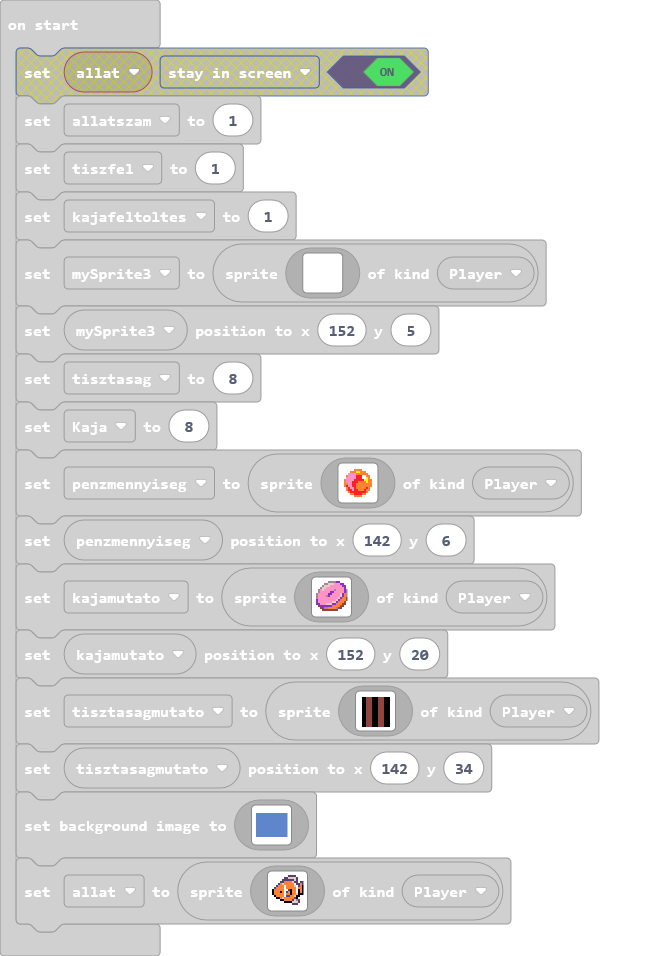 on start
set allat stay in screen ON
set allatszam to 1
set tiszfel to 1
set kajafeltoltes to 1
set mySprite3 to sprite of kind Player
set mySprite3 position to x 152 y 5
set tisztasag to 8
set Kaja to 8
set penzmennyiseg to sprite of kind Player
set penzmennyiseg position to x 142 y 6
set kajamutato to sprite of kind Player
set kajamutato position to x 152 y 20
set tisztasagmutato to sprite of kind Player
set tisztasagmutato position to x 142 y 34
set background image to
set allat to sprite of kind Player